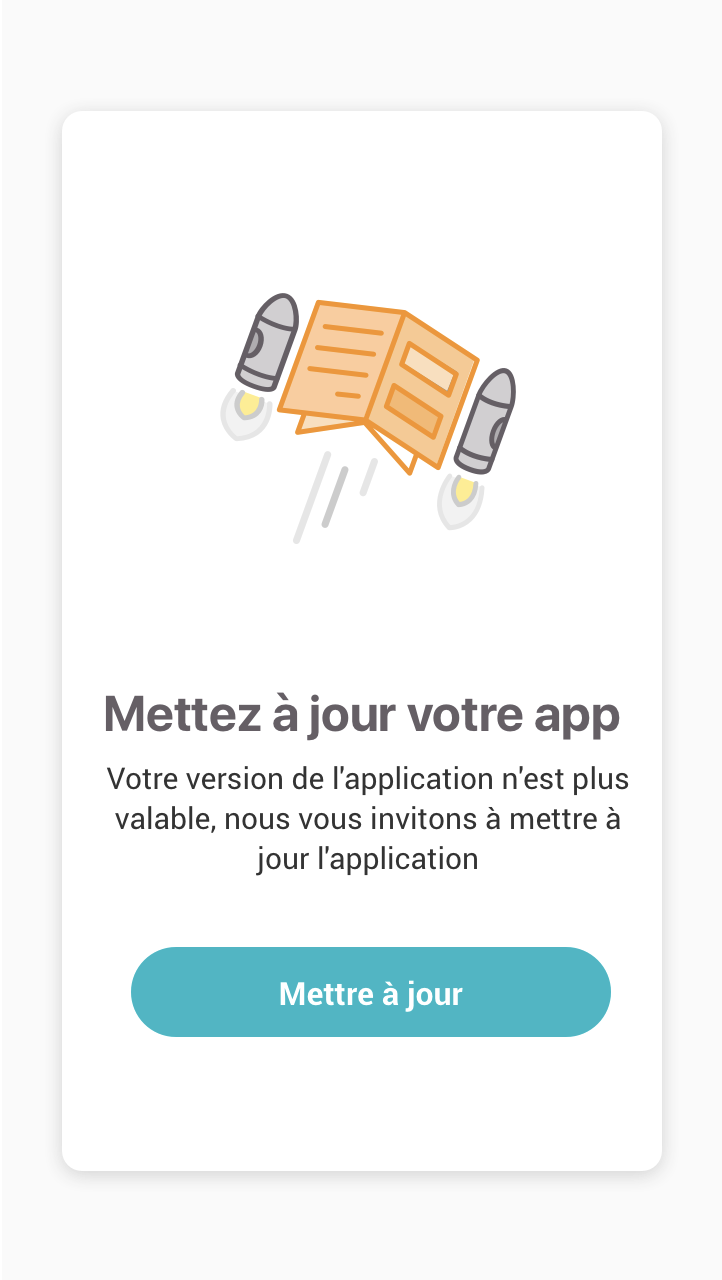 Mettez à jour votre app
Votre version de l'application n'est plus
valable, nous vous invitons à mettre à
jour l'application
Mettre à jour